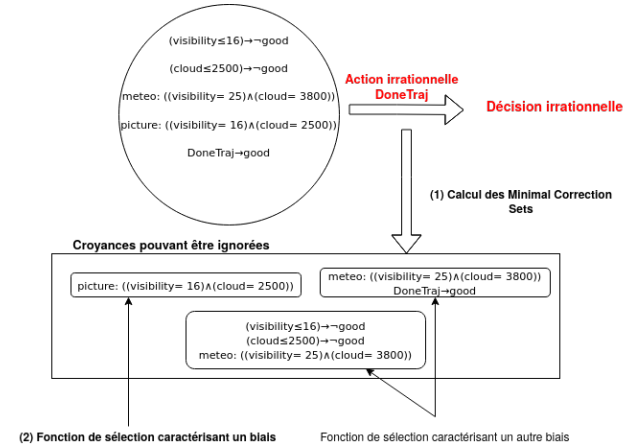 (visibility≤16)→¬good
(cloud≤2500)→¬good
meteo: ((visibility= 25)∧(cloud= 3800))
picture: ((visibility= 16)∧(cloud= 2500))
DoneTraj→good
Action irrationnelle
DoneTraj
Décision irrationelle
(1) Calcul des Minimal Correction
Sets
Croyances pouvant être ignorées
picture: ((visibility= 16)∧(cloud= 2500))
meteo: ((visibility= 25)∧(cloud= 3800))
DoneTraj→good
(visibility≤16)→¬good
(cloud≤2500)→¬good
meteo: ((visibility= 25)∧(cloud= 3800))
(2) Fonction de sélection caractérisant un biais
Fonction de sélection caractérisant un autre biais